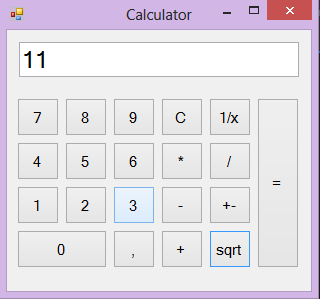 Calculator
11
7 8 9 C 1/x
4 5 6 * / =
1 2 3 - +-
0 , + sqrt